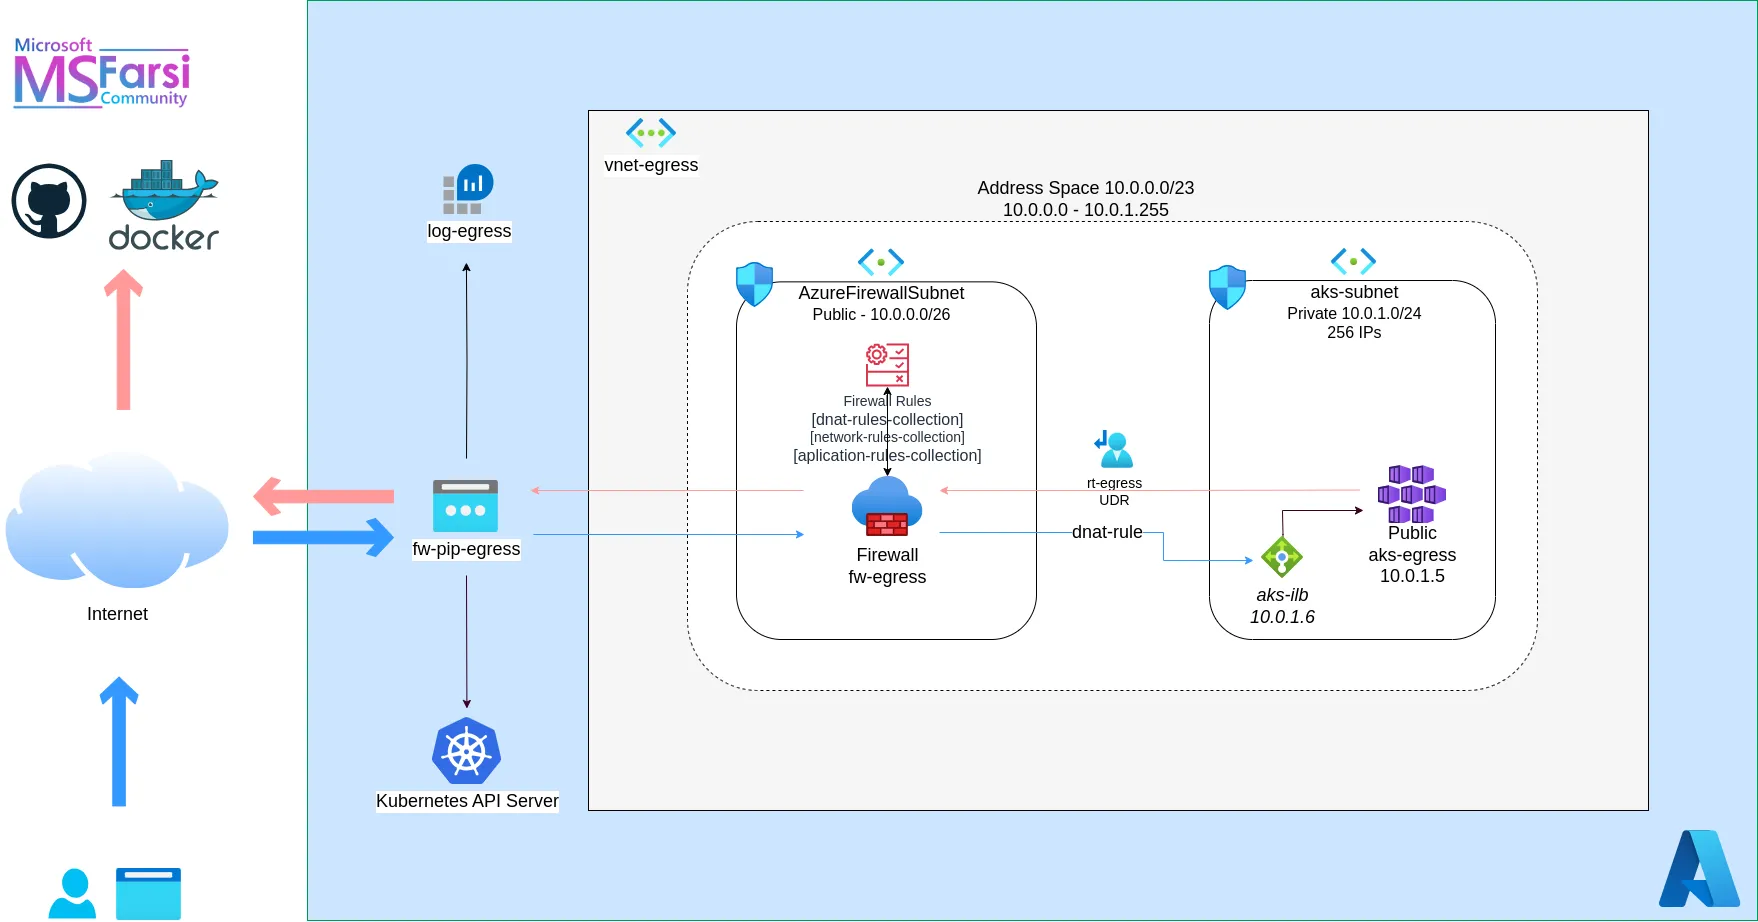 Microsoft
MSFarsi
Community
docker
Internet
log-egress
fw-pip-egress
Kubernetes API Server
vnet-egress
Address Space 10.0.0.0/23
10.0.0.0 - 10.0.1.255
AzureFirewallSubnet
Public - 10.0.0.0/26
Firewall Rules
[dnat-rules-collection]
[network-rules-collection]
[aplication-rules-collection]
Firewall
fw-egress
rt-egress
UDR
dnat-rule
aks-subnet
Private 10.0.1.0/24
256 IPs
Public
aks-egress
10.0.1.5
aks-ilb
10.0.1.6